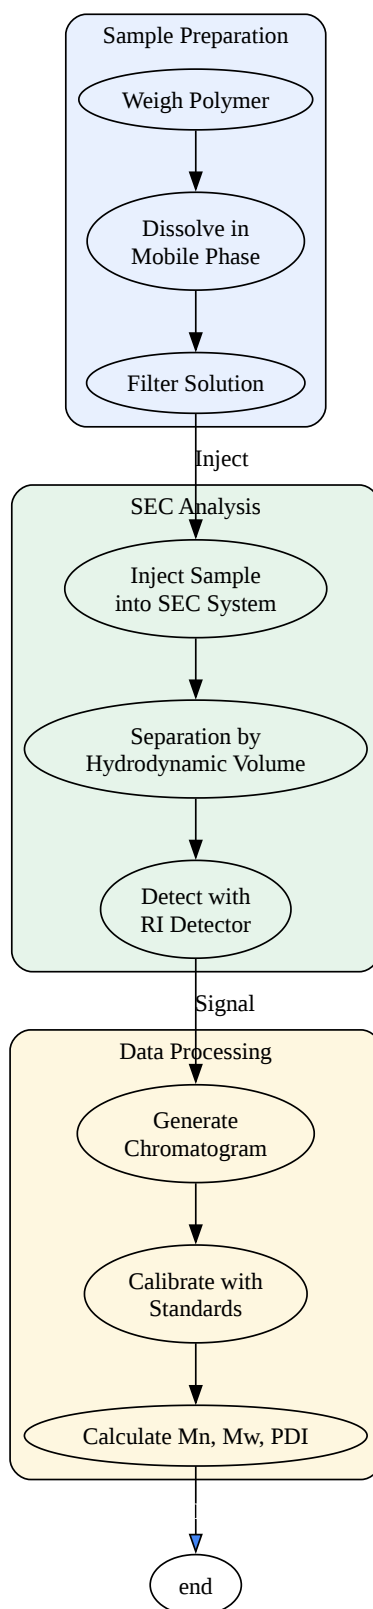 Sample Preparation
Weigh Polymer
Dissolve in
Mobile Phase
Filter Solution
Inject
SEC Analysis
Inject Sample
into SEC System
Separation by
Hydrodynamic Volume
Detect with
RI Detector
Signal
Data Processing
Generate
Chromatogram
Calibrate with
Standards
Calculate Mn, Mw, PDI
end